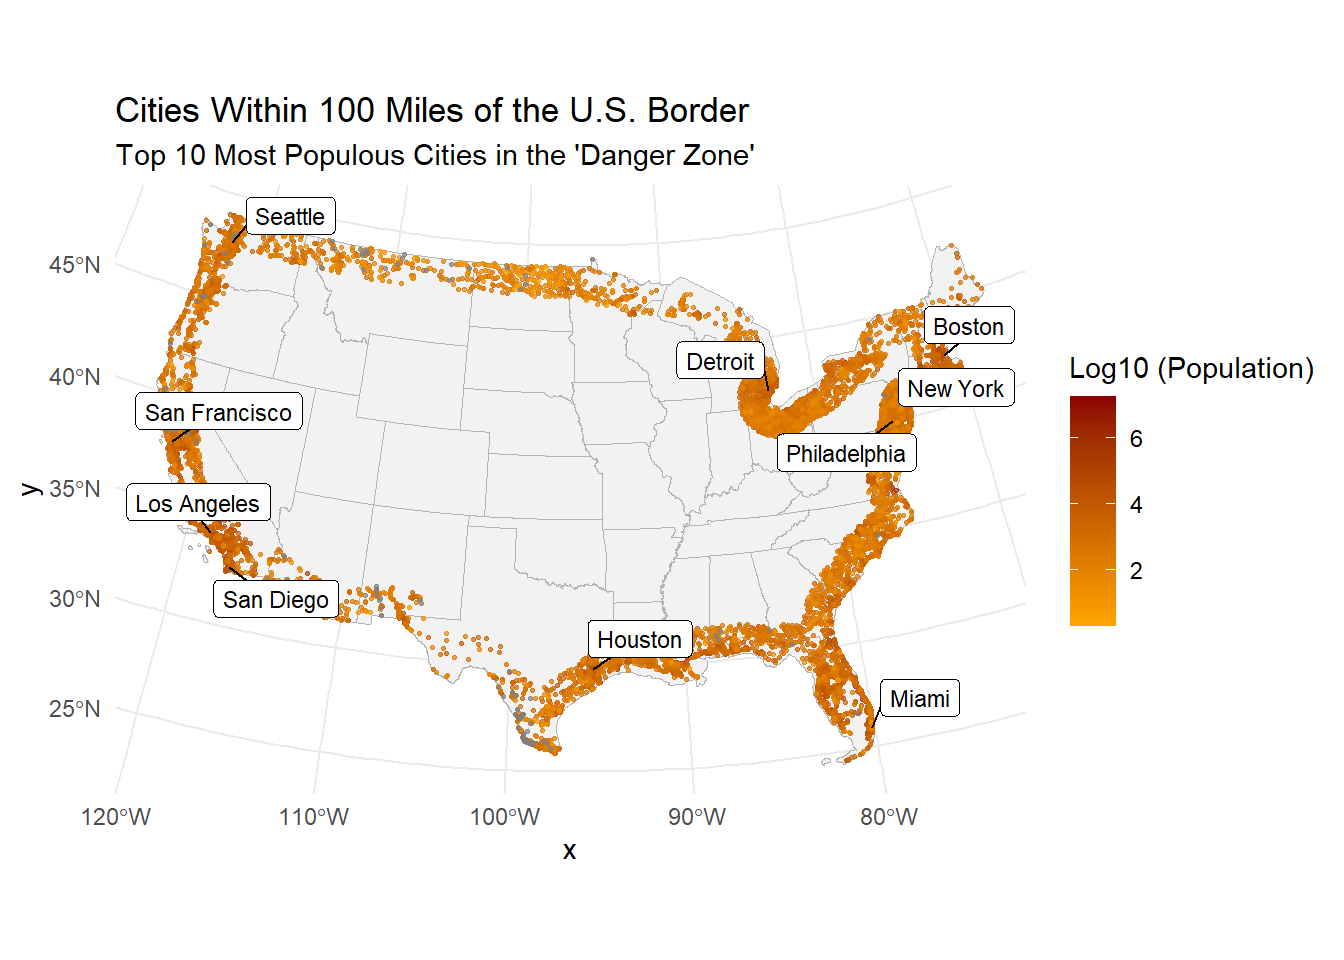 Cities Within 100 Miles of the U.S. Border
Top 10 Most Populous Cities in the 'Danger Zone'
Seattle
45°N
Boston
Detroit
Log10 (Population)
40°N
New York
San Francisco
6
Philadelphia
35°N
y
Los Angeles
4
2
30°N
San Diego
Houston
Miami
25°N
120°W 110°W 100°W 90°W 80°W
x